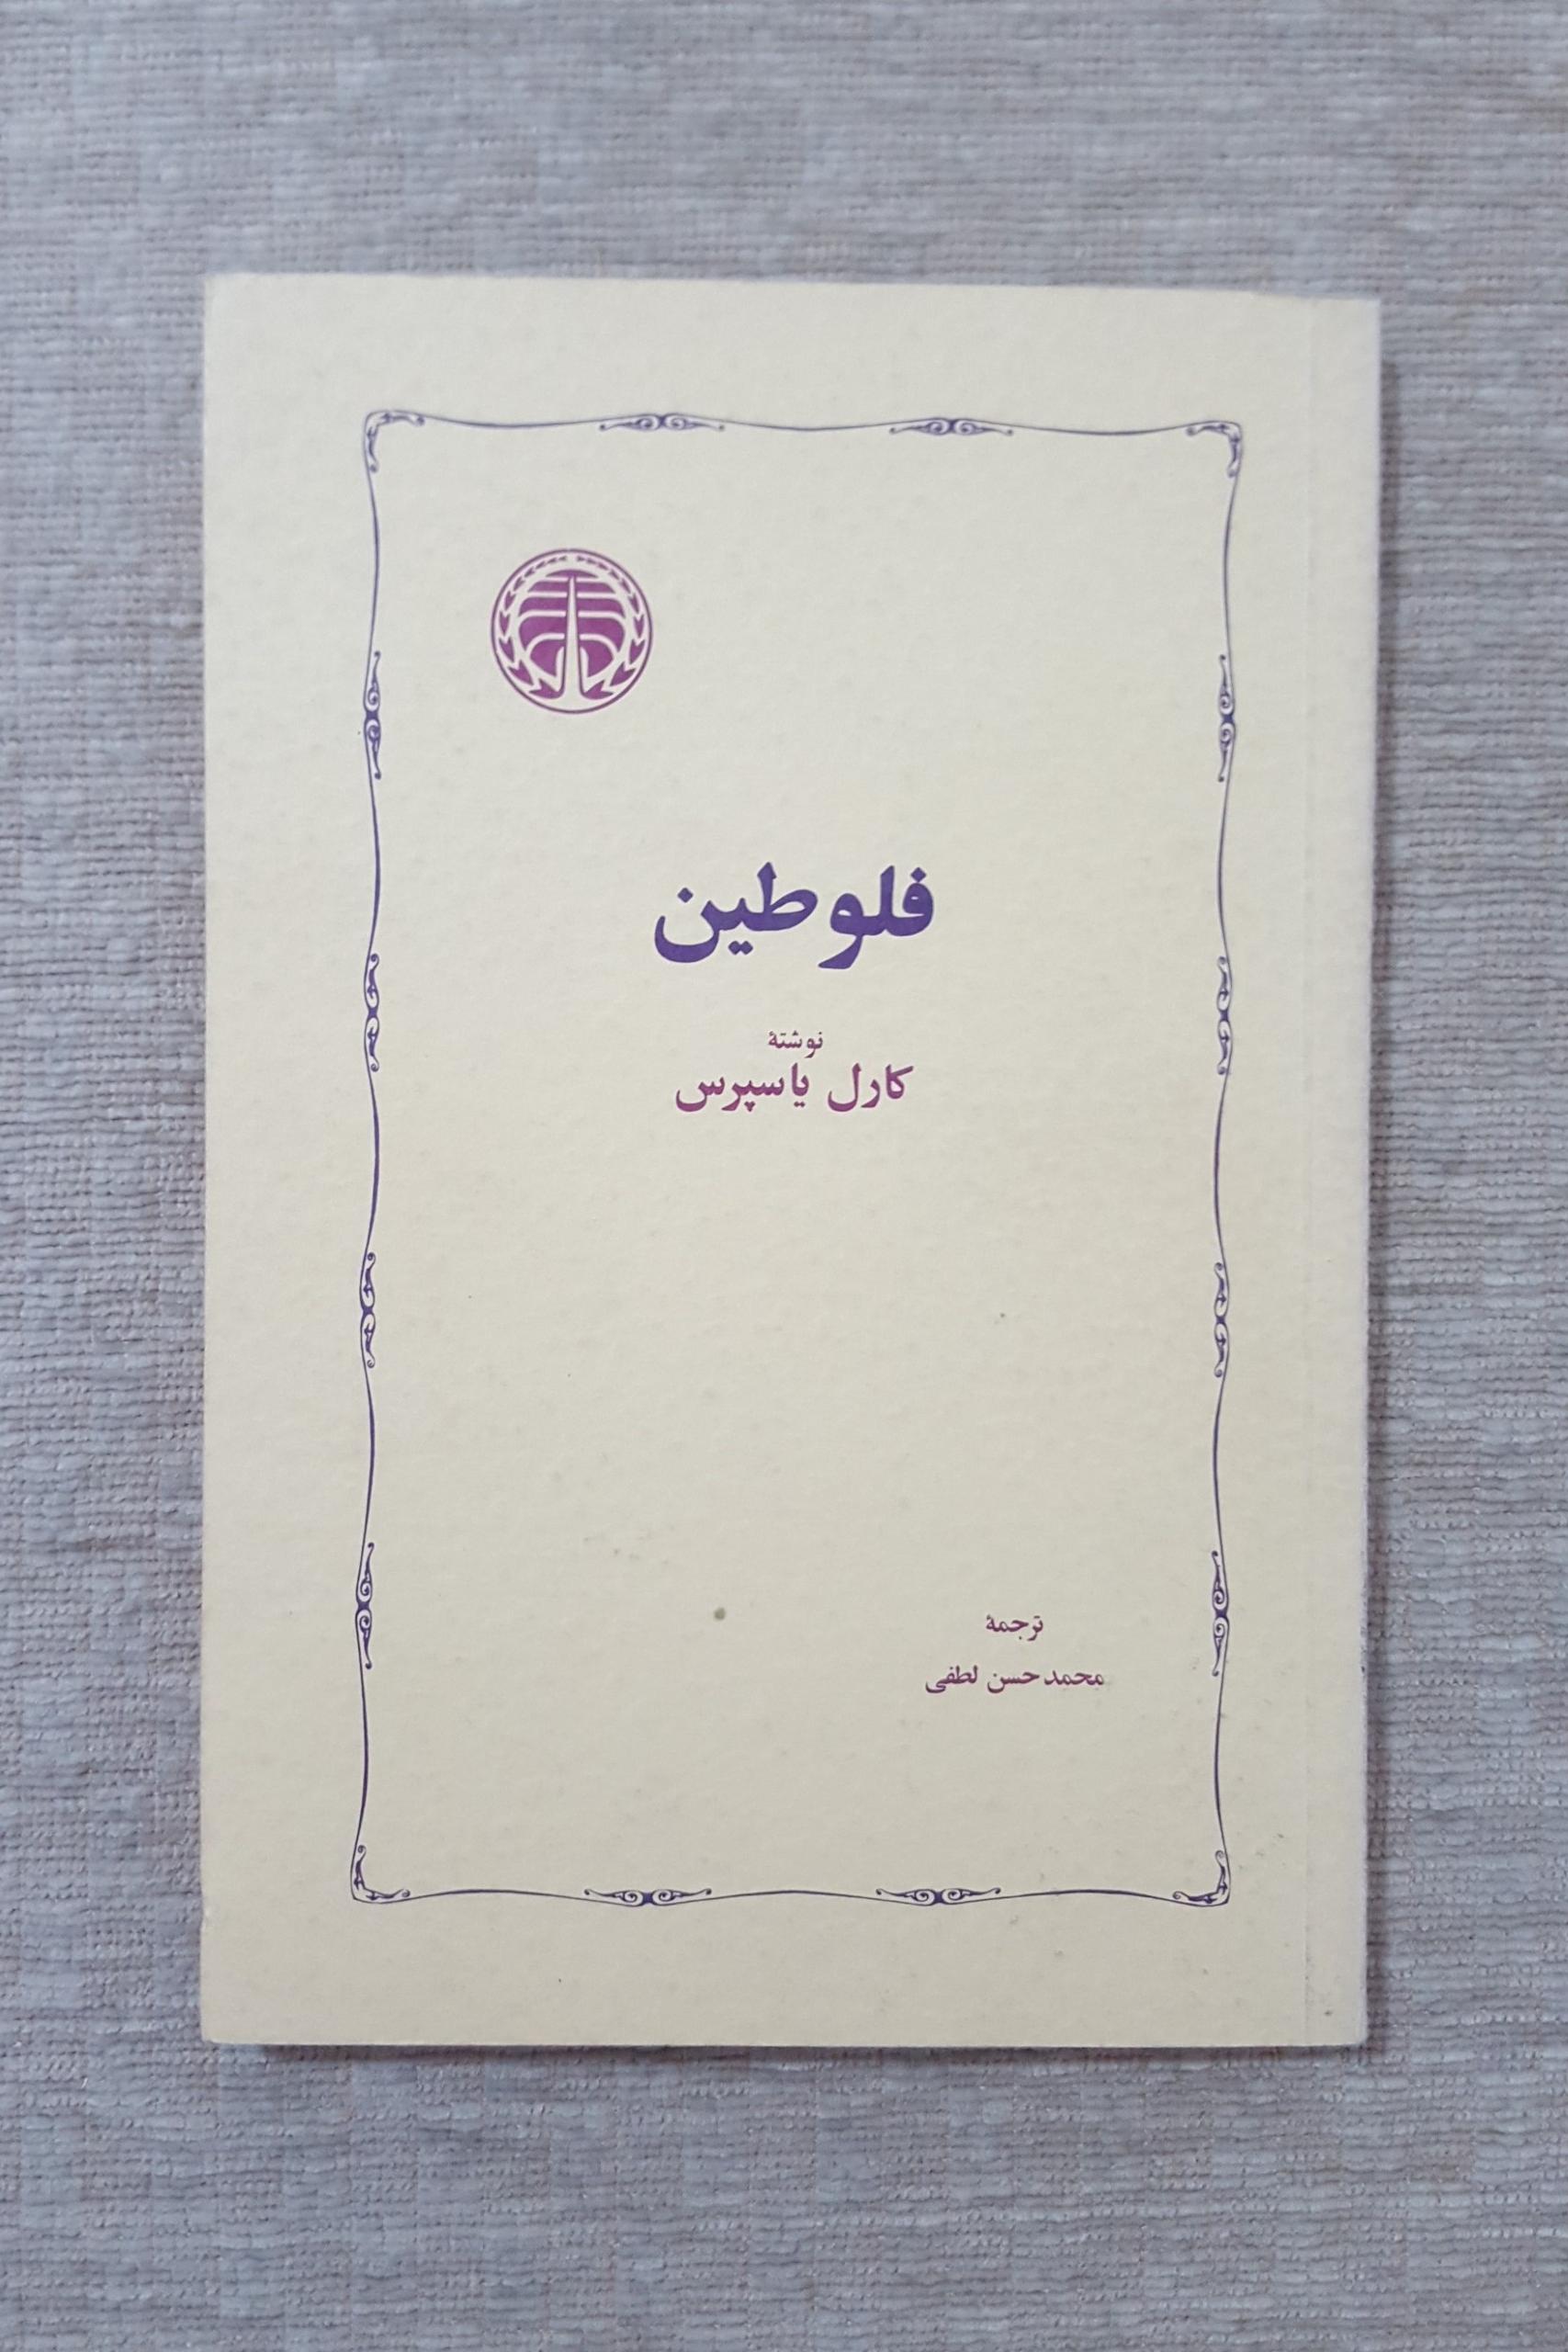 فلوطین
نوشتهٔ
کارل یاسپرس
ترجمهٔ
محمدحسن لطفی